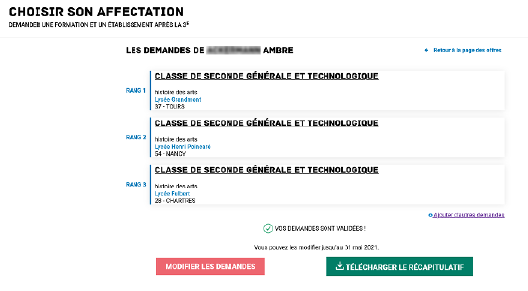 CHOISIR SON AFFECTATION
DEMANDER UNE FORMATION ET UN ÉTABLISSEMENT APRÈS LA 3E
LES DEMANDES DE AMBRE
Retour à la page des offres
RANG 1
CLASSE DE SECONDE GÉNÉRALE ET TECHNOLOGIQUE
histoire des arts
Lycée Grandmont
37 - TOURS
RANG 2
CLASSE DE SECONDE GÉNÉRALE ET TECHNOLOGIQUE
histoire des arts
Lycée Henri Poincaré
54 - NANCY
RANG 3
CLASSE DE SECONDE GÉNÉRALE ET TECHNOLOGIQUE
histoire des arts
Lycée Fulbert
28 - CHARTRES
Ajouter d'autres demandes
VOS DEMANDES SONT VALIDÉES !
Vous pouvez les modifier jusqu'au 31 mai 2021.
MODIFIER LES DEMANDES
TÉLÉCHARGER LE RÉCAPITULATIF